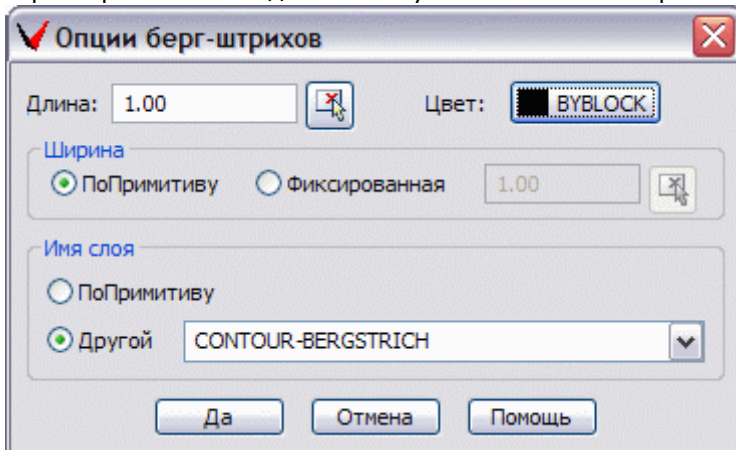 Опции берг-штрихов
Длина: 1.00 Цвет: BYBLOCK
Ширина
ПоПримитиву Фиксированная 1.00
Имя слоя
ПоПримитиву
Другой CONTOUR-BERGSTRICH
Да Отмена Помощь